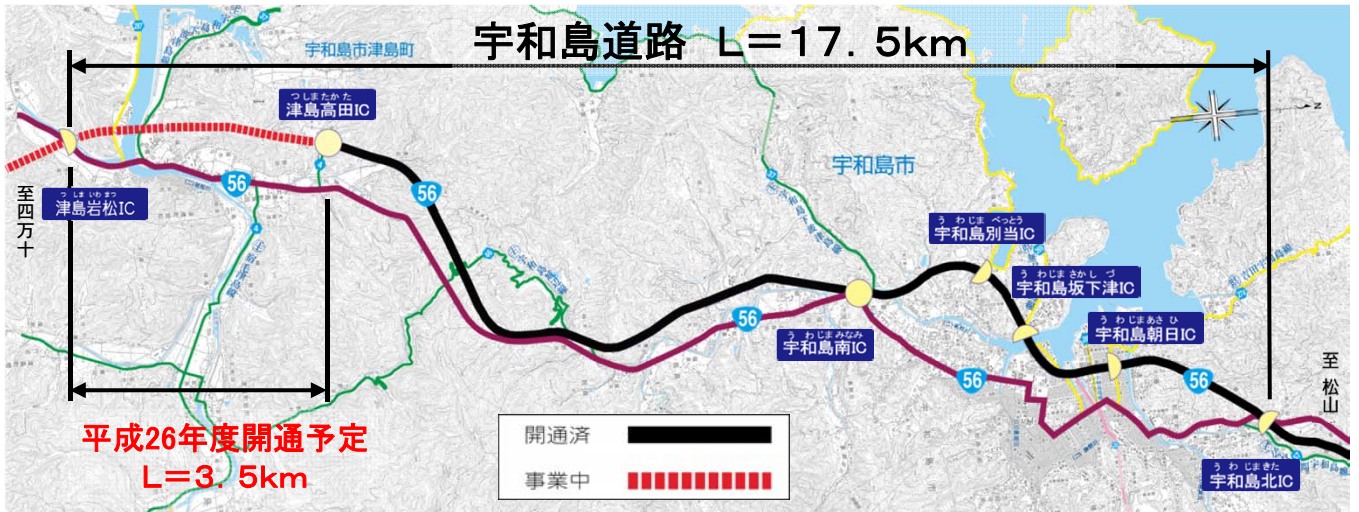 宇和島道路 L=17.5km
宇和島市津島町
つしまたかた
津島高田IC
N
56
4
つしまいわまつ
津島岩松IC
至四万十
56
宇和島市
うわじまべっとう
宇和島別当IC
うわじまさかしづ
宇和島坂下津IC
うわじまあさひ
宇和島朝日IC
56
うわじまみなみ
宇和島南IC
56
56
至 松山
平成26年度開通予定
L=3.5km
開通済
事業中
うわじまきた
宇和島北IC